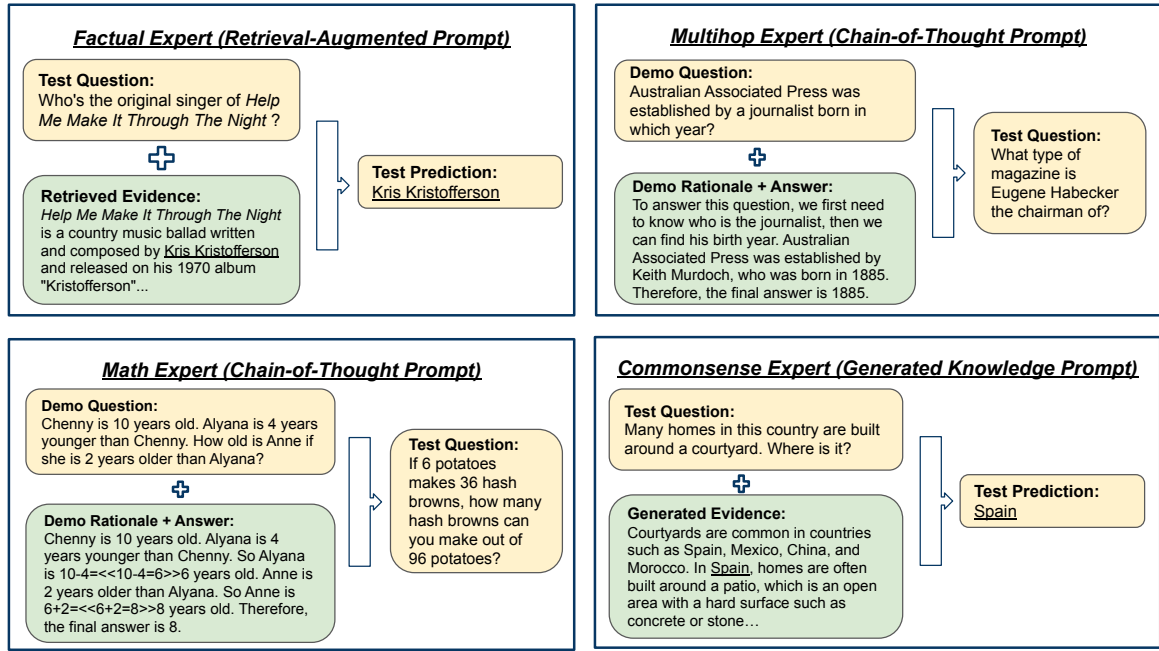 Factual Expert (Retrieval-Augmented Prompt)
Test Question:
Who's the original singer of Help
Me Make It Through The Night ?
Retrieved Evidence:
Help Me Make It Through The Night
is a country music ballad written
and composed by Kris Kristofferson
and released on his 1970 album
"Kristofferson"...
Test Prediction:
Kris Kristofferson
Multihop Expert (Chain-of-Thought Prompt)
Demo Question:
Australian Associated Press was
established by a journalist born in
which year?
Demo Rationale + Answer:
To answer this question, we first need
to know who is the journalist, then we
can find his birth year. Australian
Associated Press was established by
Keith Murdoch, who was born in 1885.
Therefore, the final answer is 1885.
Test Question:
What type of
magazine is
Eugene Habecker
the chairman of?
Math Expert (Chain-of-Thought Prompt)
Demo Question:
Chenny is 10 years old. Alyana is 4 years
younger than Chenny. How old is Anne if
she is 2 years older than Alyana?
Demo Rationale + Answer:
Chenny is 10 years old. Alyana is 4
years younger than Chenny. So Alyana
is 10-4=<<10-4=6>>6 years old. Anne is
2 years older than Alyana. So Anne is
6+2=<<6+2=8>>8 years old. Therefore,
the final answer is 8.
Test Question:
If 6 potatoes
makes 36 hash
browns, how many
hash browns can
you make out of
96 potatoes?
Commonsense Expert (Generated Knowledge Prompt)
Test Question:
Many homes in this country are built
around a courtyard. Where is it?
Generated Evidence:
Courtyards are common in countries
such as Spain, Mexico, China, and
Morocco. In Spain, homes are often
built around a patio, which is an open
area with a hard surface such as
concrete or stone…
Test Prediction:
Spain